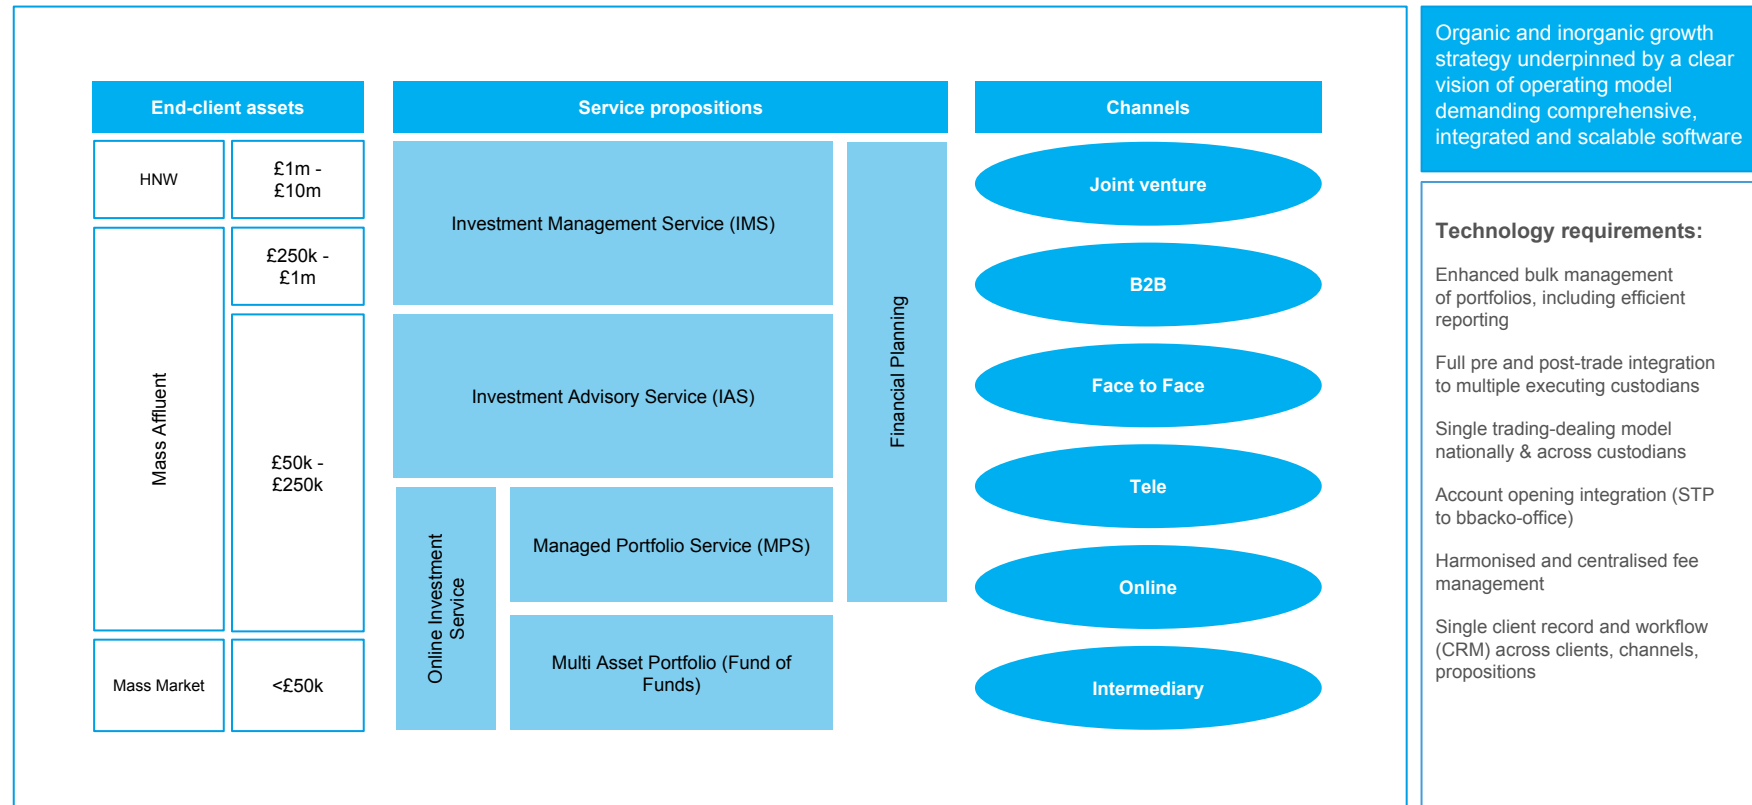 End-client assets
Service propositions
Channels
HNW
£1m -
£10m
Mass Affluent
£250k -
£1m
£50k -
£250k
Mass Market
<£50k
Investment Management Service (IMS)
Investment Advisory Service (IAS)
Online Investment
Service
Managed Portfolio Service (MPS)
Multi Asset Portfolio (Fund of
Funds)
Financial Planning
Joint venture
B2B
Face to Face
Tele
Online
Intermediary
Organic and inorganic growth
strategy underpinned by a clear
vision of operating model
demanding comprehensive,
integrated and scalable software
Technology requirements:
Enhanced bulk management
of portfolios, including efficient
reporting
Full pre and post-trade integration
to multiple executing custodians
Single trading-dealing model
nationally & across custodians
Account opening integration (STP
to bbacko-office)
Harmonised and centralised fee
management
Single client record and workflow
(CRM) across clients, channels,
propositions